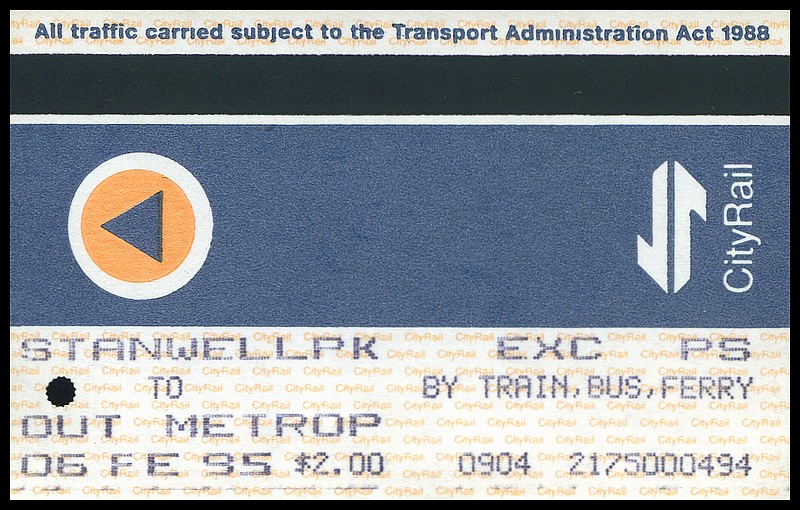 All traffic carried subject to the Transport Administration Act 1988
CityRail
STANWELLPK EXC PS
TO BY TRAIN,BUS,FERRY
OUT METROP
06 FE 95 $2.00 0904 2175000494